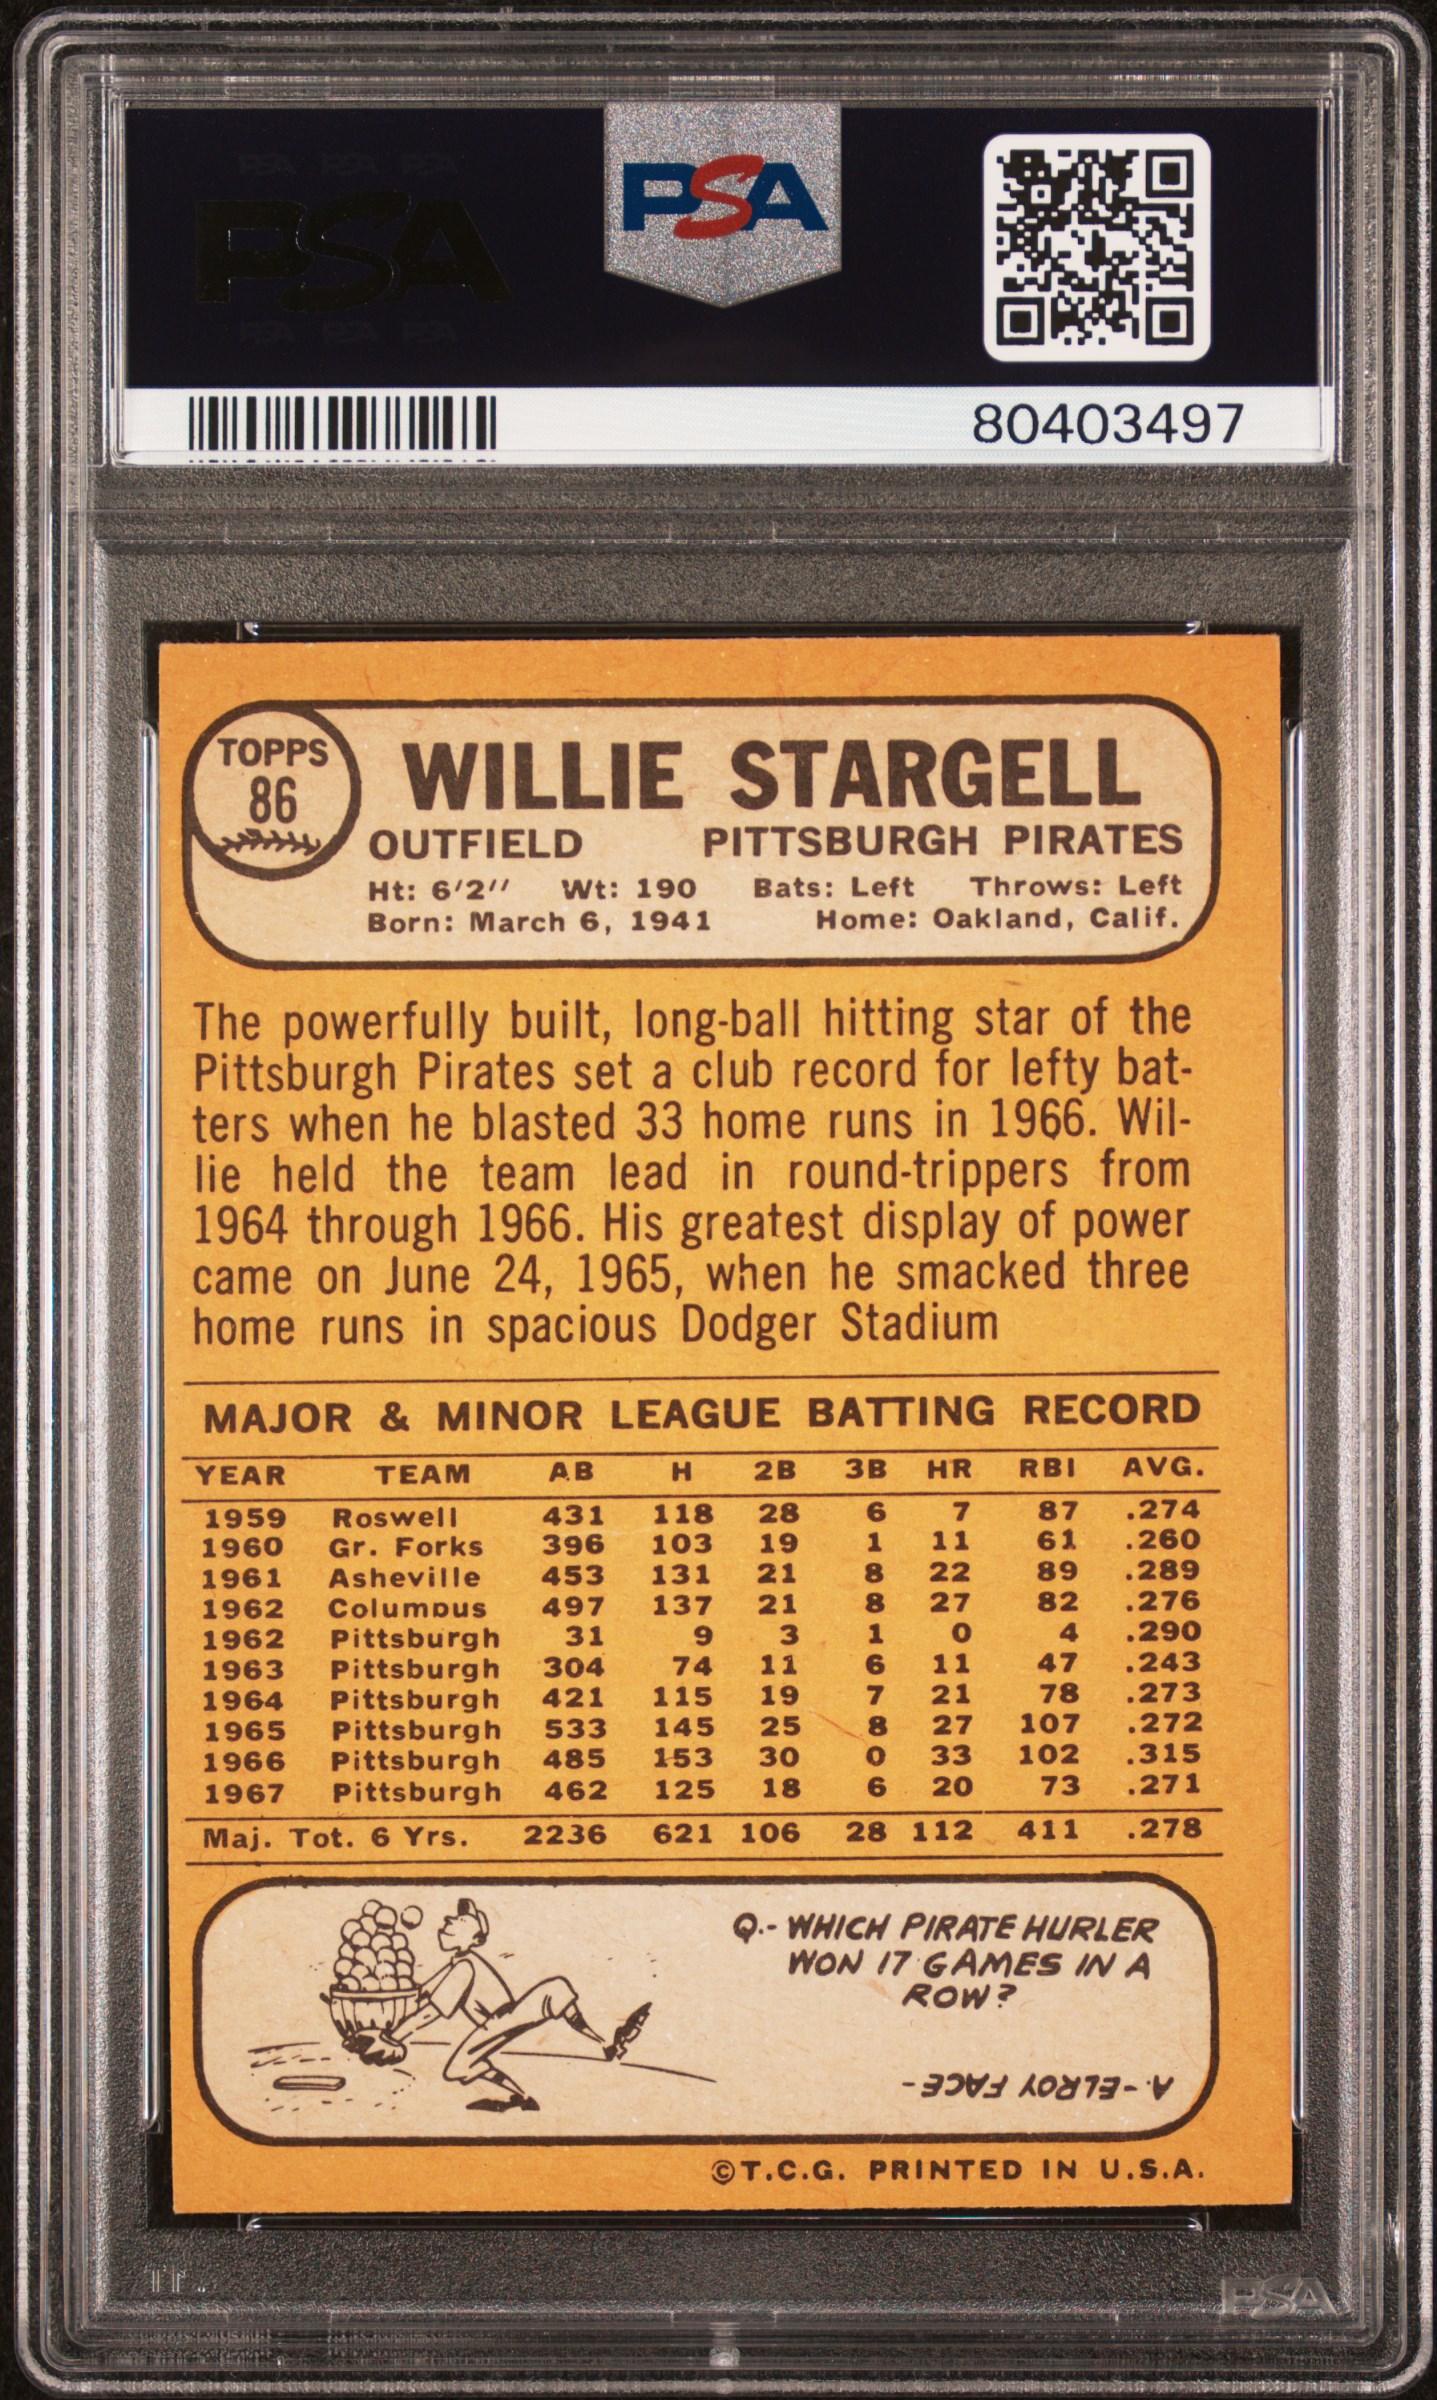 PSA PSA PSA
PSA
PSA PSA PSA
PSA
80403497
TOPPS
86
WILLIE STARGELL
OUTFIELD PITTSBURGH PIRATES
Ht: 6'2'' Wt: 190 Bats: Left Throws: Left
Born: March 6, 1941 Home: Oakland, Calif.
The powerfully built, long-ball hitting star of the
Pittsburgh Pirates set a club record for lefty bat-
ters when he blasted 33 home runs in 1966. Wil-
lie held the team lead in round-trippers from
1964 through 1966. His greatest display of power
came on June 24, 1965, when he smacked three
home runs in spacious Dodger Stadium
MAJOR & MINOR LEAGUE BATTING RECORD
YEAR TEAM AB H 2B 3B HR RBI AVG.
1959 Roswell 431 118 28 6 7 87 .274
1960 Gr. Forks 396 103 19 1 11 61 .260
1961 Asheville 453 131 21 8 22 89 .289
1962 Columbus 497 137 21 8 27 82 .276
1962 Pittsburgh 31 9 3 1 0 4 .290
1963 Pittsburgh 304 74 11 6 11 47 .243
1964 Pittsburgh 421 115 19 7 21 78 .273
1965 Pittsburgh 533 145 25 8 27 107 .272
1966 Pittsburgh 485 153 30 0 33 102 .315
1967 Pittsburgh 462 125 18 6 20 73 .271
Maj. Tot. 6 Yrs. 2236 621 106 28 112 411 .278
Q.- WHICH PIRATE HURLER
WON 17 GAMES IN A
ROW?
A.-ELROY FACE-
©T.C.G. PRINTED IN U.S.A.
PSA